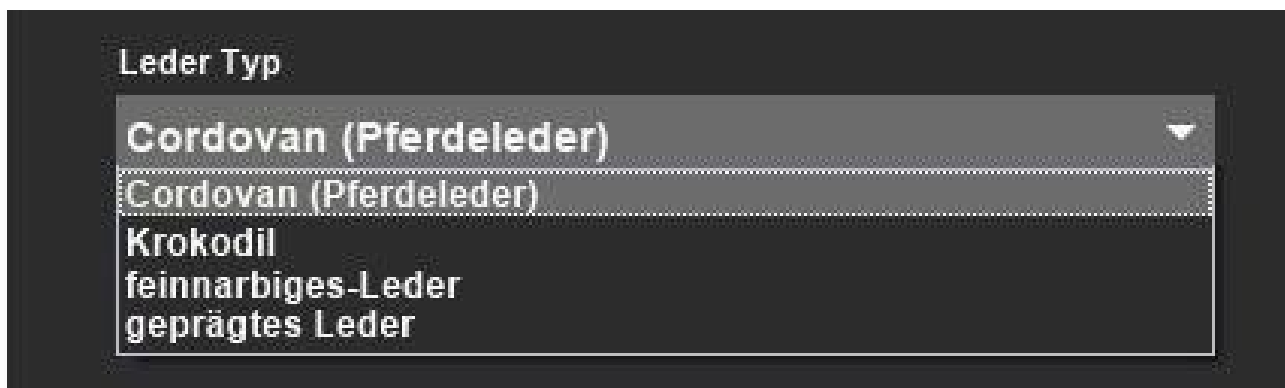 Leder Typ
Cordovan (Pferdeleder)
Cordovan (Pferdeleder)
Krokodil
feinnarbiges-Leder
geprägtes Leder